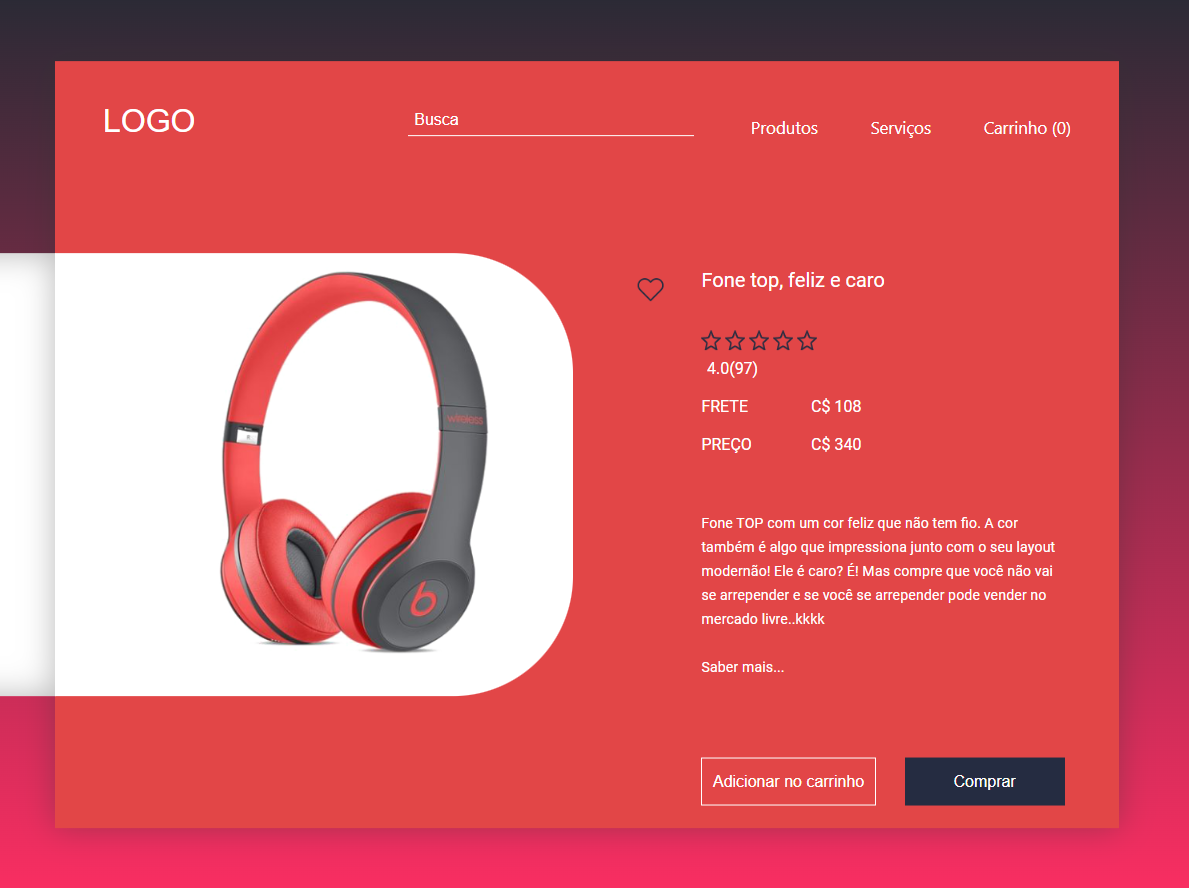 LOGO
Busca
Produtos
Serviços
Carrinho (0)
Fone top, feliz e caro
4.0(97)
FRETE C$ 108
PREÇO C$ 340
wireless
b
Fone TOP com um cor feliz que não tem fio. A cor
também é algo que impressiona junto com o seu layout
modernão! Ele é caro? É! Mas compre que você não vai
se arrepender e se você se arrepender pode vender no
mercado livre..kkkk
Saber mais...
Adicionar no carrinho
Comprar